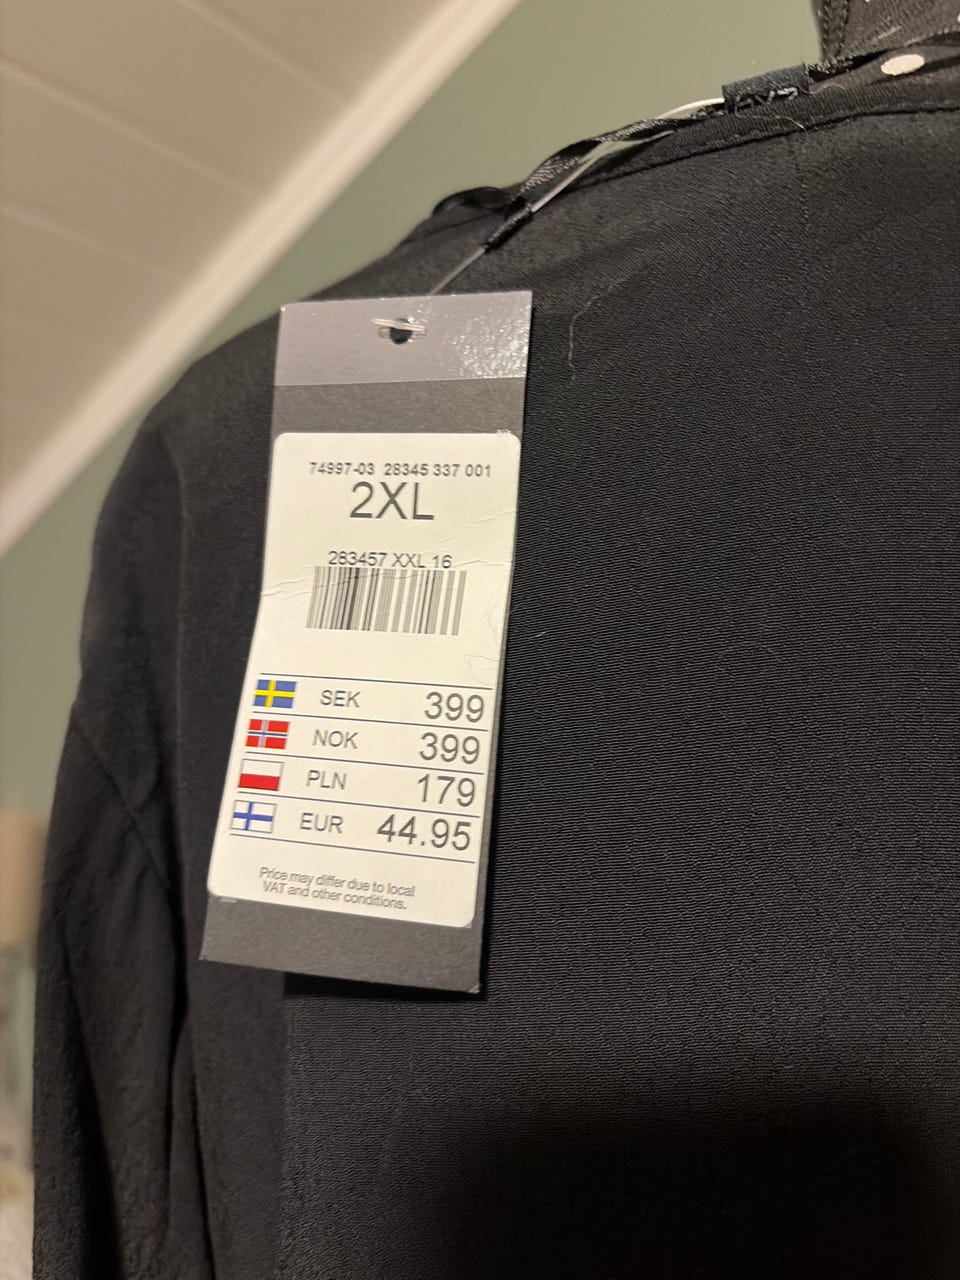 74997-03 28345 337 001
2XL
283457 XXL 16
SEK 399
NOK 399
PLN 179
EUR 44.95
Price may differ due to local
VAT and other conditions.